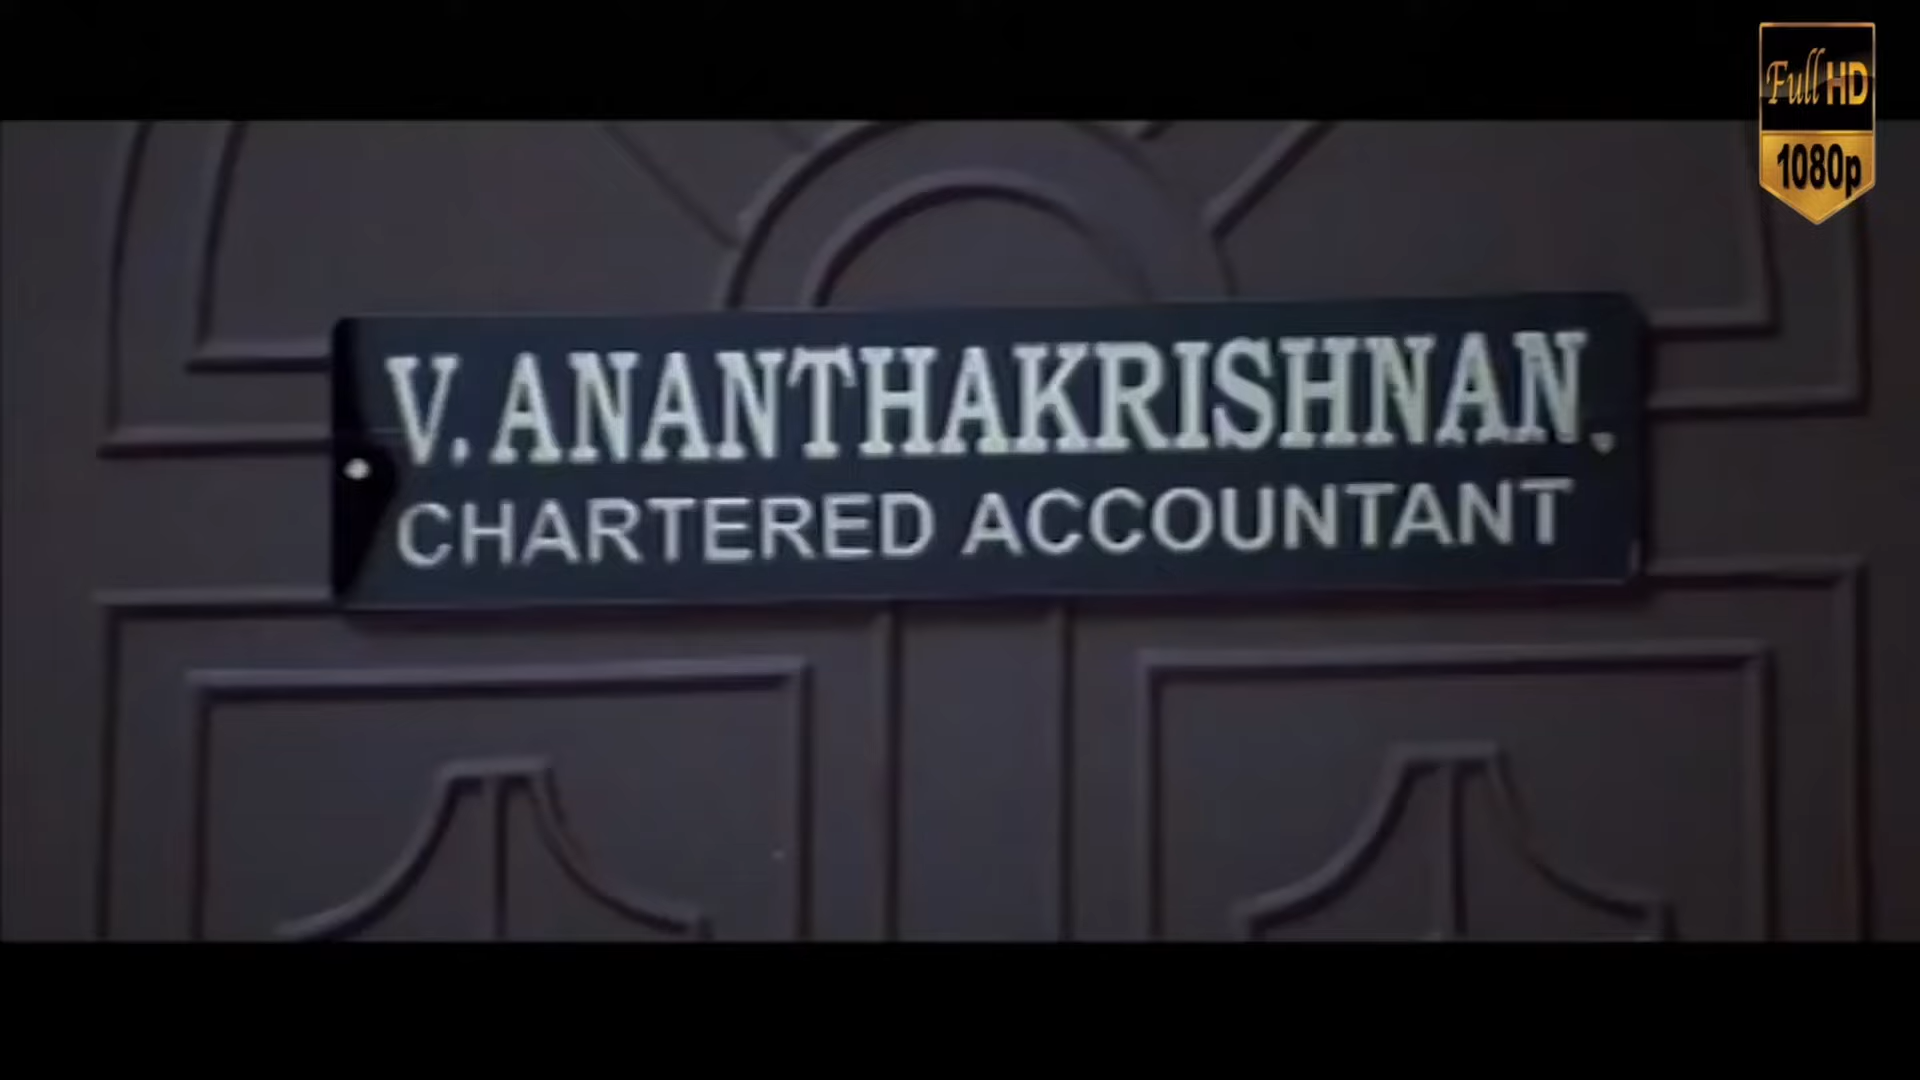 Full HD
1080p
V. ANANTHAKRISHNAN.
CHARTERED ACCOUNTANT